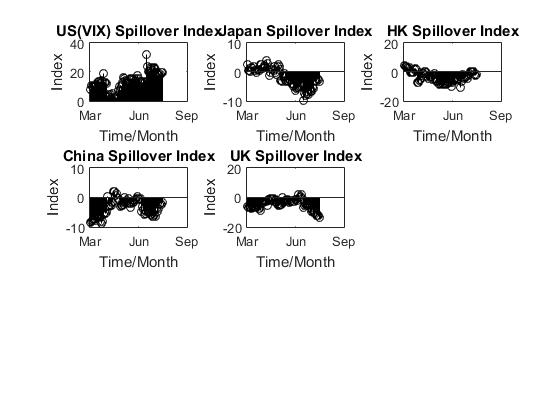 US(VIX) Spillover Index
40
20
0
Index
Mar Jun Sep
Time/Month
Japan Spillover Index
10
0
-10
Index
Mar Jun Sep
Time/Month
HK Spillover Index
20
0
-20
Index
Mar Jun Sep
Time/Month
China Spillover Index
10
0
-10
Index
Mar Jun Sep
Time/Month
UK Spillover Index
20
0
-20
Index
Mar Jun Sep
Time/Month